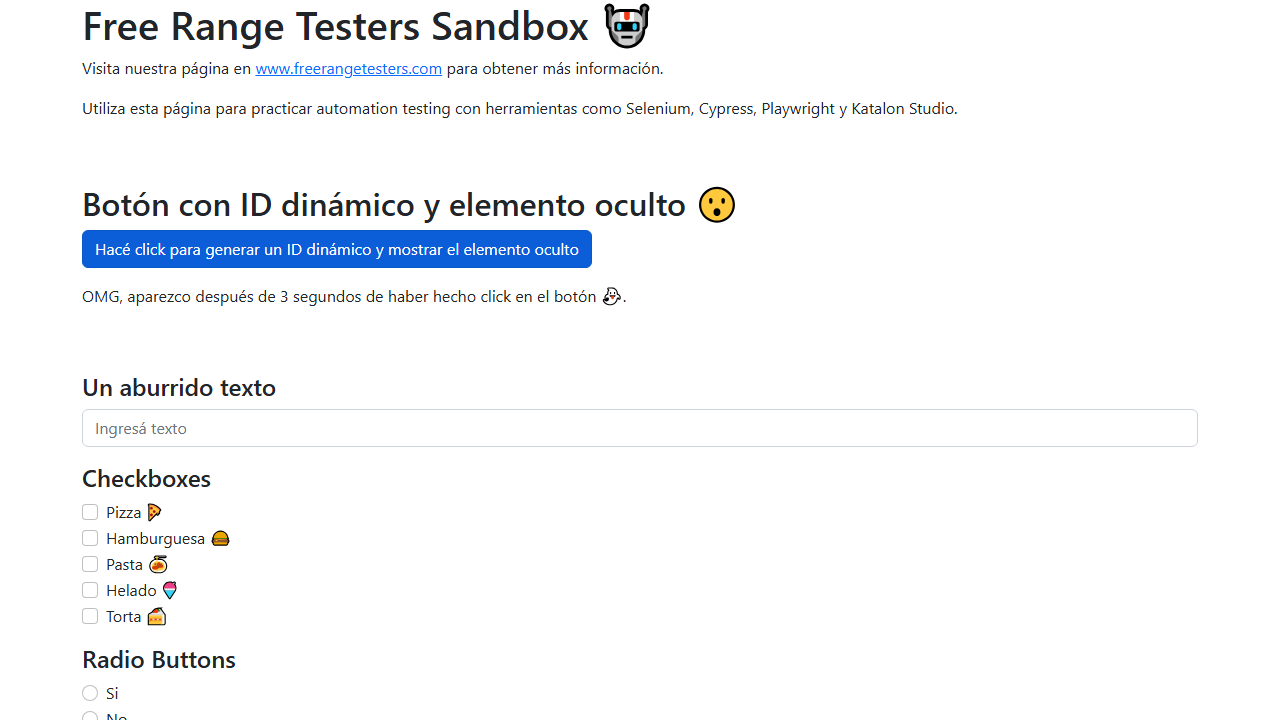 Free Range Testers Sandbox
Visita nuestra página en www.freerangetesters.com para obtener más información.
Utiliza esta página para practicar automation testing con herramientas como Selenium, Cypress, Playwright y Katalon Studio.
Botón con ID dinámico y elemento oculto
Hacé click para generar un ID dinámico y mostrar el elemento oculto
OMG, aparezco después de 3 segundos de haber hecho click en el botón .
Un aburrido texto
Ingresá texto
Checkboxes
Pizza
Hamburguesa
Pasta
Helado
Torta
Radio Buttons
Si
No